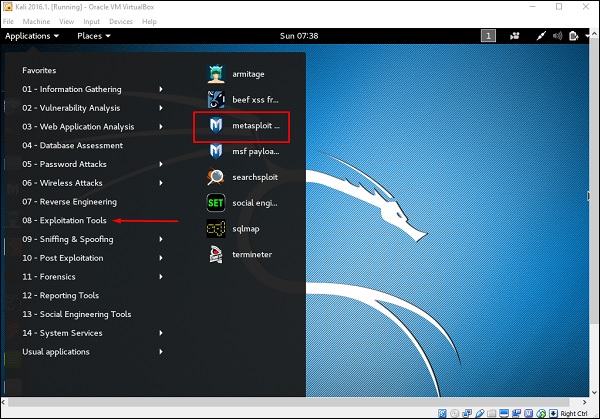 Kali 2016.1. [Running] - Oracle VM VirtualBox
File Machine View Input Devices Help
Applications Places Sun 07:38 1
Favorites
01 - Information Gathering
02 - Vulnerability Analysis
03 - Web Application Analysis
04 - Database Assessment
05 - Password Attacks
06 - Wireless Attacks
07 - Reverse Engineering
08 - Exploitation Tools
09 - Sniffing & Spoofing
10 - Post Exploitation
11 - Forensics
12 - Reporting Tools
13 - Social Engineering Tools
14 - System Services
Usual applications
armitage
beef xss fr...
metasploit ...
msf payloa...
searchsploit
SET social engi...
sqlmap
termineter
Right Ctrl